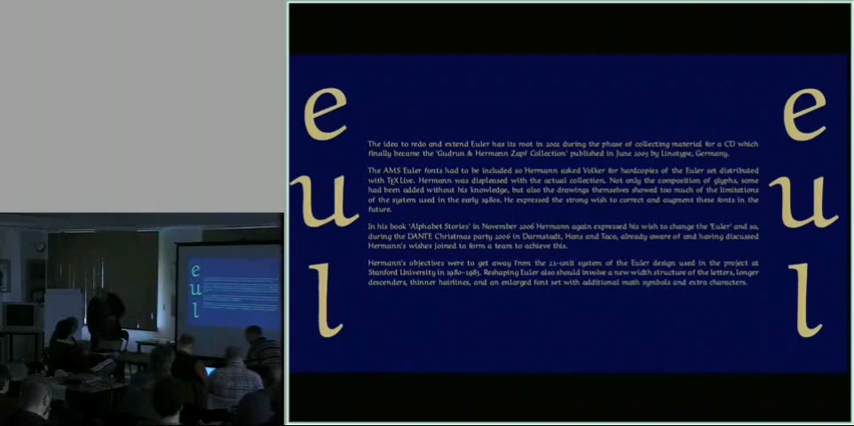 e
u
l
The idea to redo and extend Euler has its root in 2002 during the phase of collecting material for a CD which
finally became the 'Gudrun & Hermann Zapf Collection' published in June 2003 by Linotype, Germany.
The AMS Euler fonts had to be included so Hermann asked Volker for hardcopies of the Euler set distributed
with TEX Live. Hermann was displeased with the actual collection. Not only the composition of glyphs, some
had been added without his knowledge, but also the drawings themselves showed too much of the limitations
of the system used in the early 1980s. He expressed the strong wish to correct and augment these fonts in the
future.
In his book 'Alphabet Stories' in November 2006 Hermann again expressed his wish to change the 'Euler' and so,
during the DANTE Christmas party 2006 in Darmstadt, Hans and Taco, already aware of and having discussed
Hermann's wishes joined to form a team to achieve this.
Hermann's objectives were to get away from the 21-unit system of the Euler design used in the project at
Stanford University in 1980–1983. Reshaping Euler also should involve a new width structure of the letters, longer
descenders, thinner hairlines, and an enlarged font set with additional math symbols and extra characters.
e
u
l
e
u
l